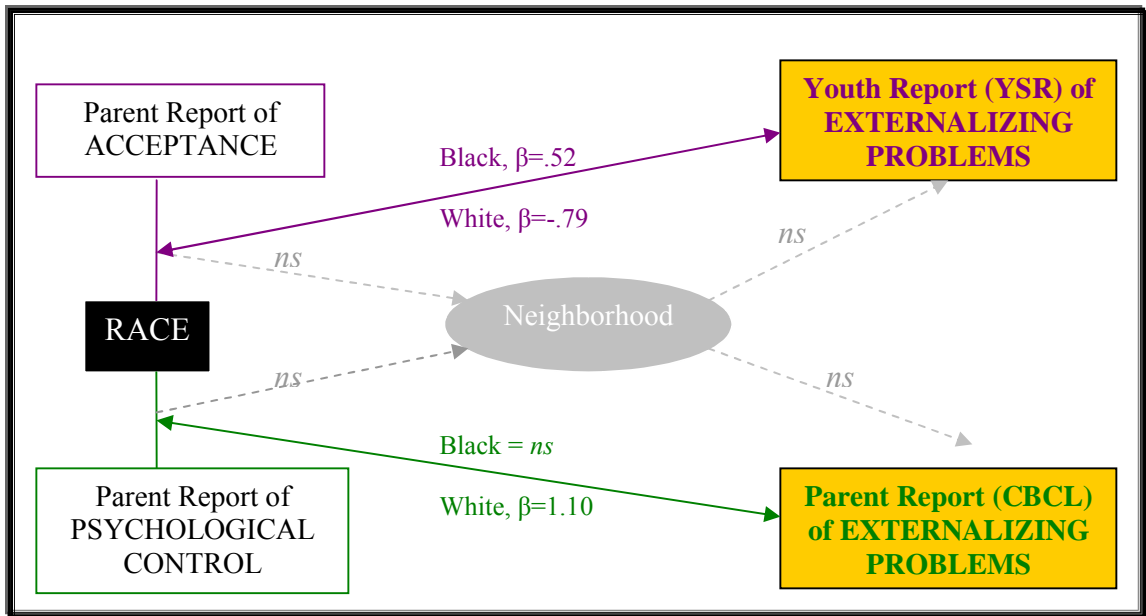 Parent Report of
ACCEPTANCE
Youth Report (YSR) of
EXTERNALIZING
PROBLEMS
Black, β=.52
White, β=-.79
ns
ns
RACE
Neighborhood
ns
ns
Black = ns
White, β=1.10
Parent Report of
PSYCHOLOGICAL
CONTROL
Parent Report (CBCL)
of EXTERNALIZING
PROBLEMS